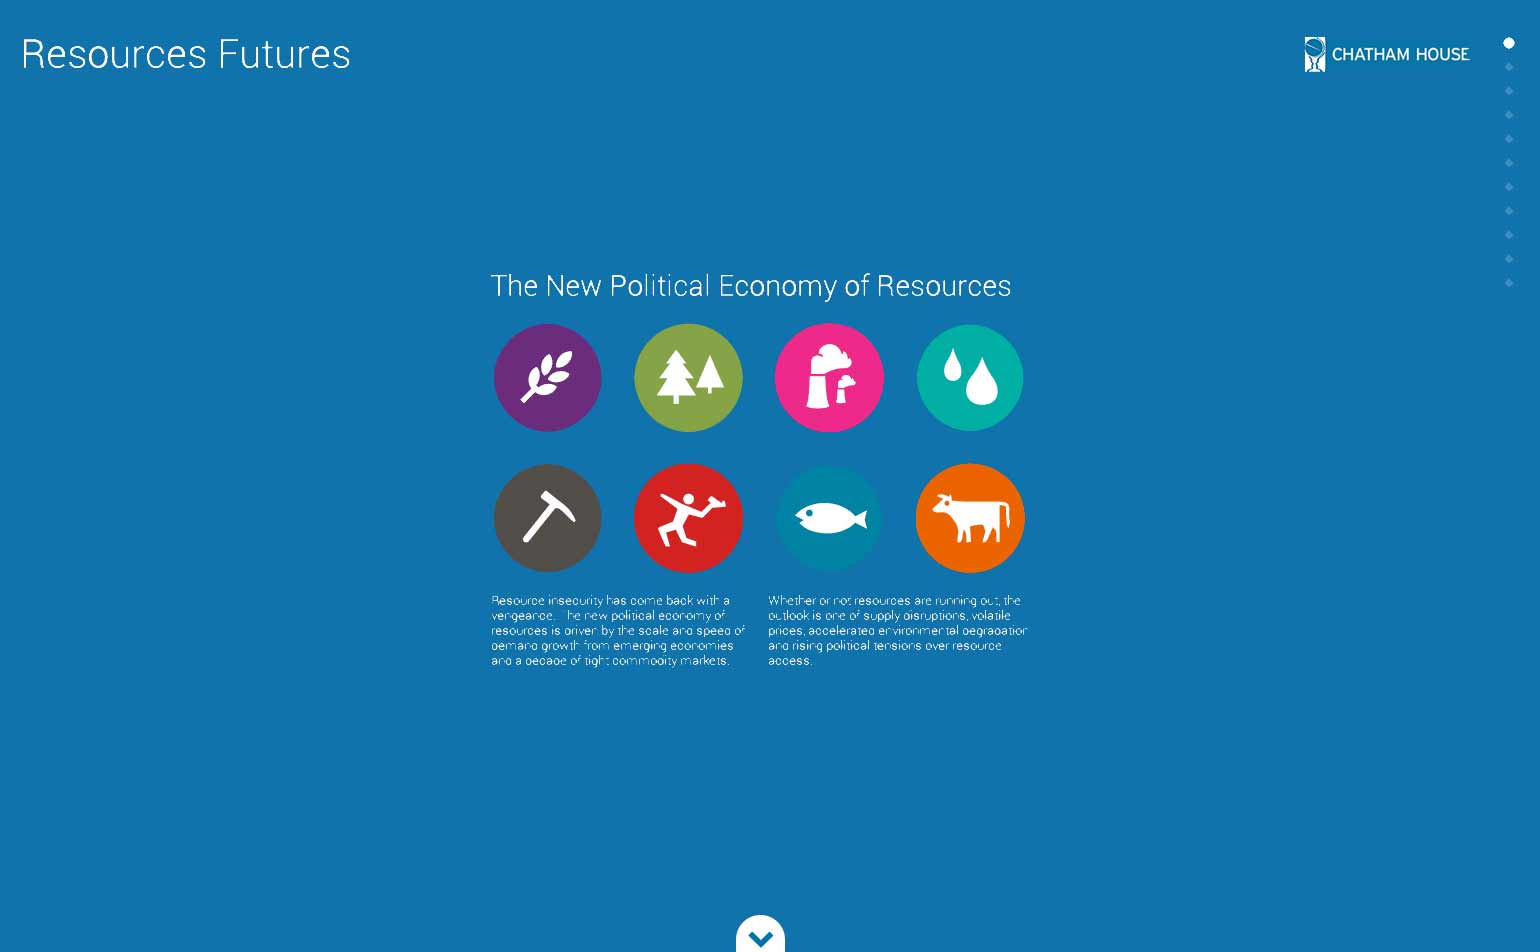 Resources Futures
CHATHAM HOUSE
The New Political Economy of Resources
Resource insecurity has come back with a
vengeance. The new political economy of
resources is driven by the scale and speed of
demand growth from emerging economies
and a decade of tight commodity markets.
Whether or not resources are running out, the
outlook is one of supply disruptions, volatile
prices, accelerated environmental degradation
and rising political tensions over resource
access.